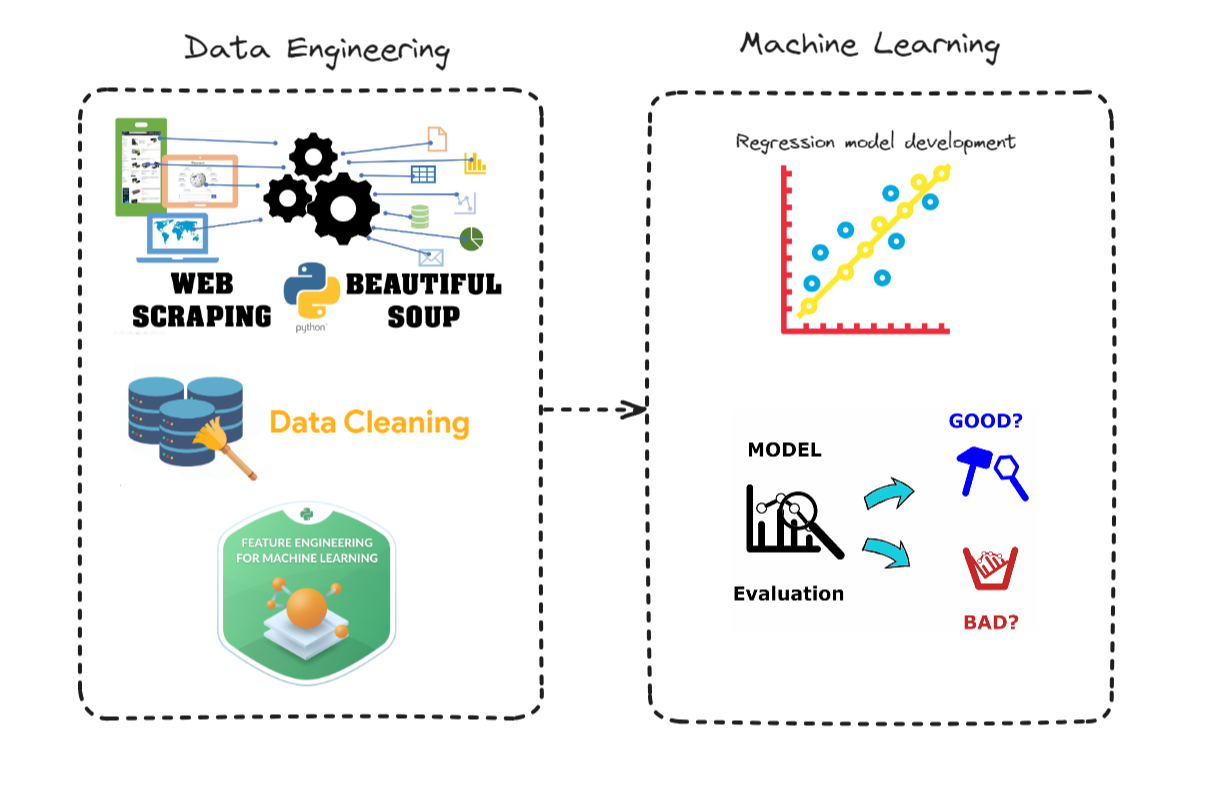 Data Engineering
WEB
SCRAPING
python
BEAUTIFUL
SOUP
Data Cleaning
FEATURE ENGINEERING
FOR MACHINE LEARNING
Machine Learning
Regression model development
MODEL
Evaluation
GOOD?
BAD?